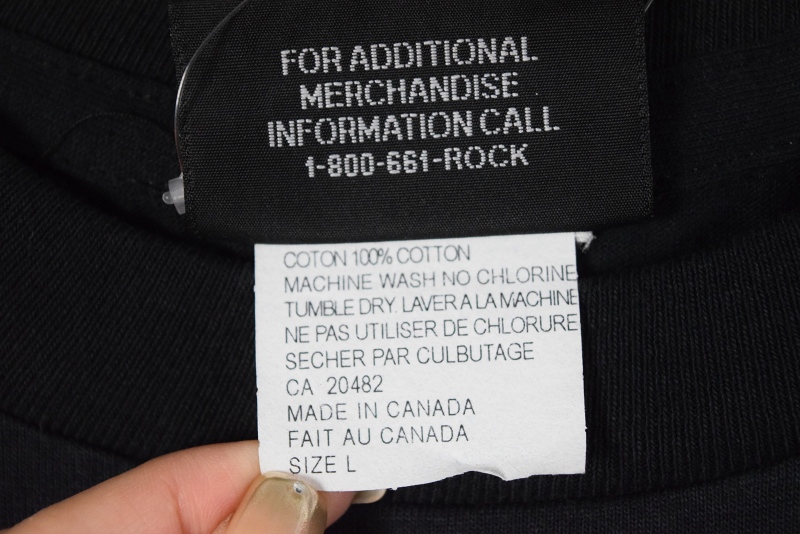 FOR ADDITIONAL
MERCHANDISE
INFORMATION CALL
1-800-661-ROCK
COTON 100% COTTON
MACHINE WASH NO CHLORINE
TUMBLE DRY. LAVER A LA MACHINE
NE PAS UTILISER DE CHLORURE
SECHER PAR CULBUTAGE
CA 20482
MADE IN CANADA
FAIT AU CANADA
SIZE L